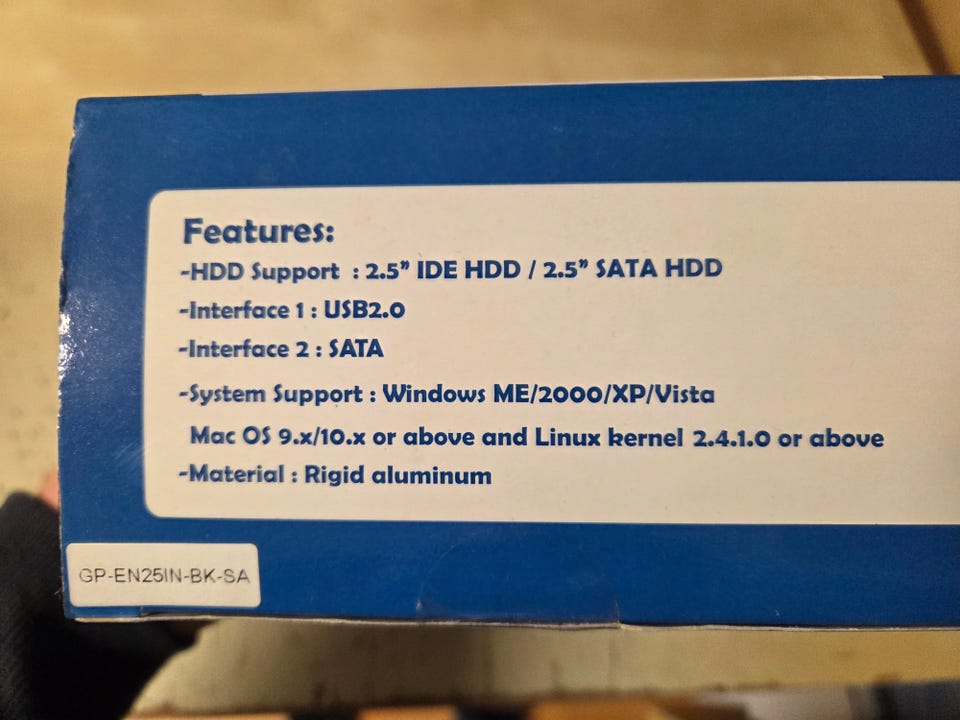 Features:
-HDD Support : 2.5” IDE HDD / 2.5” SATA HDD
-Interface 1 : USB2.0
-Interface 2 : SATA
-System Support : Windows ME/2000/XP/Vista
Mac OS 9.x/10.x or above and Linux kernel 2.4.1.0 or above
-Material : Rigid aluminum
GP-EN25IN-BK-SA